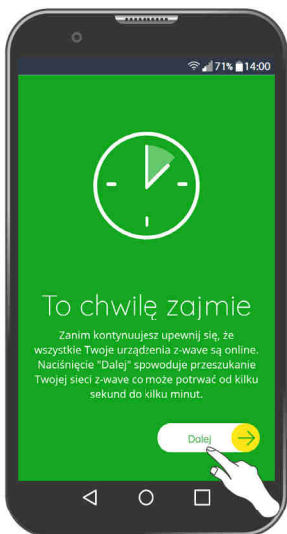 71% 14:00
To chwilę zajmie
Zanim kontynuujesz upewnij się, że
wszystkie Twoje urządzenia z-wave są online.
Naciśnięcie "Dalej" spowoduje przeszukanie
Twojej sieci z-wave co może potrwać od kilku
sekund do kilku minut.
Dalej